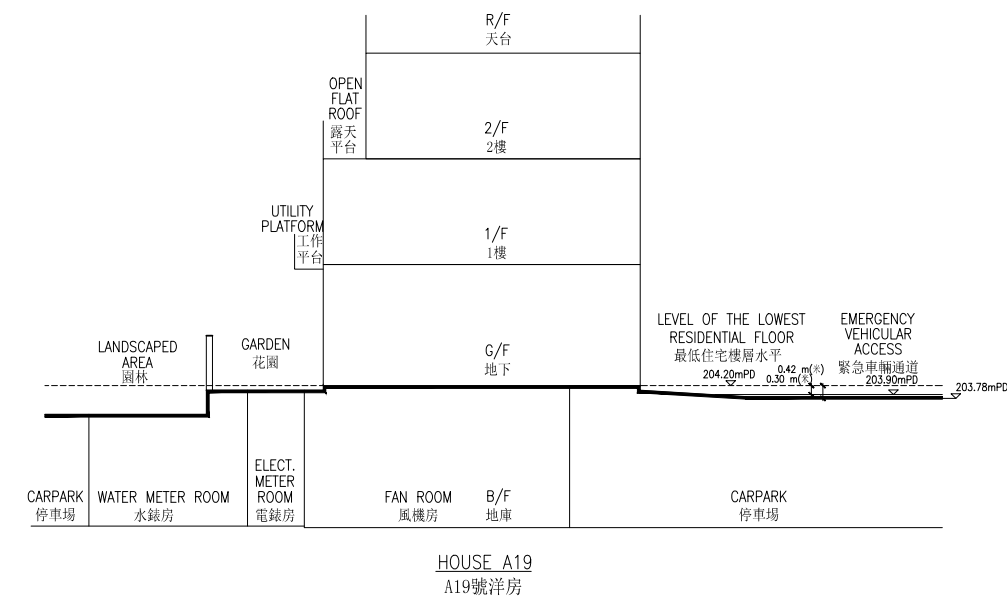 R/F
天台
OPEN
FLAT
ROOF
露天
平台
2/F
2樓
UTILITY
PLATFORM
工作
平台
1/F
1樓
LANDSCAPED
AREA
園林
GARDEN
花園
G/F
地下
LEVEL OF THE LOWEST
RESIDENTIAL FLOOR
最低住宅樓層水平
204.20mPD
0.42 m(米)
0.30 m(米)
EMERGENCY
VEHICULAR
ACCESS
緊急車輛通道
203.90mPD
203.78mPD
CARPARK
停車場
WATER METER ROOM
水錶房
ELECT.
METER
ROOM
電錶房
FAN ROOM
風機房
B/F
地庫
CARPARK
停車場
HOUSE A19
A19號洋房